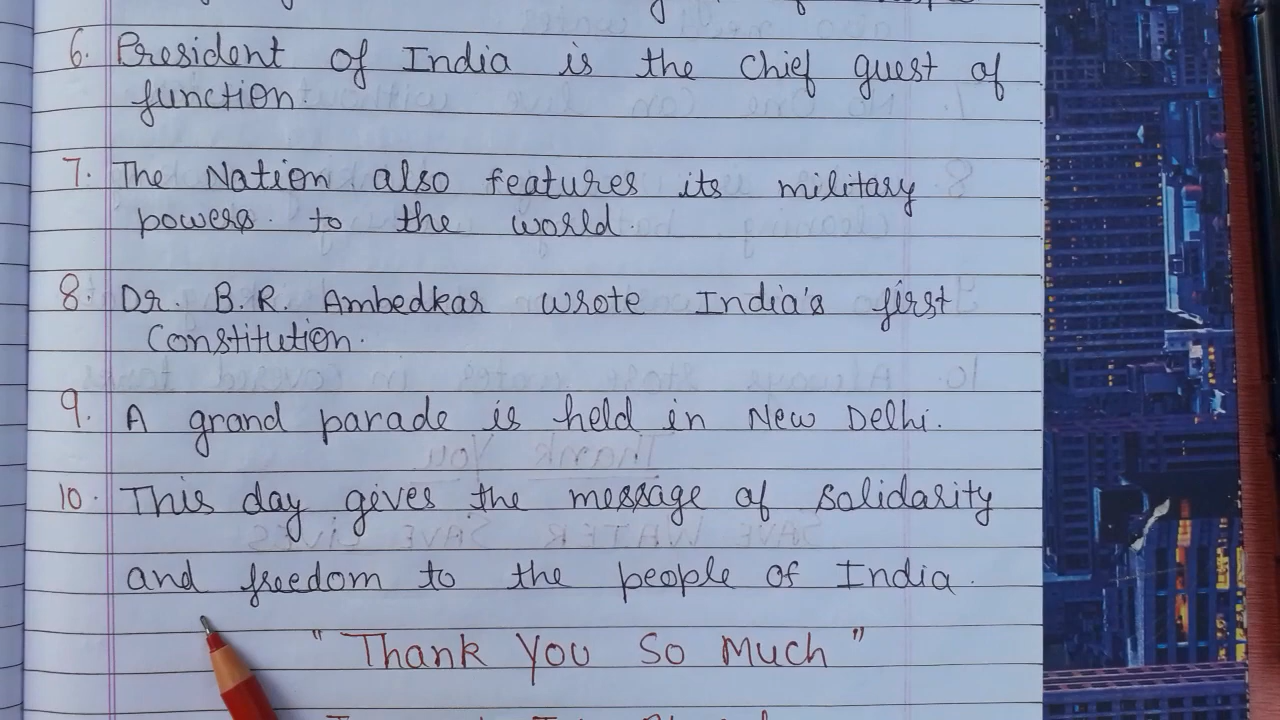 6. President of India is the chief guest of
function.
7. The Nation also features its military
powers. to the world.
8. Dr. B.R. Ambedkar wrote India's first
Constitution.
9. A grand parade is held in New Delhi.
10. This day gives the message of solidarity
and freedom to the people of India.
"Thank You So Much"